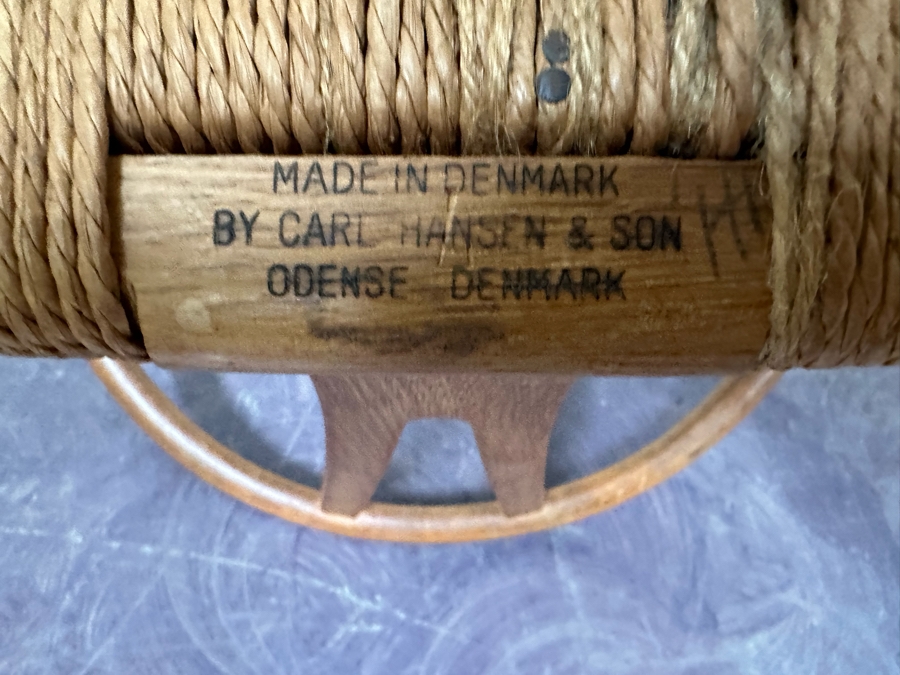 MADE IN DENMARK
BY CARL HANSEN & SON
ODENSE DENMARK